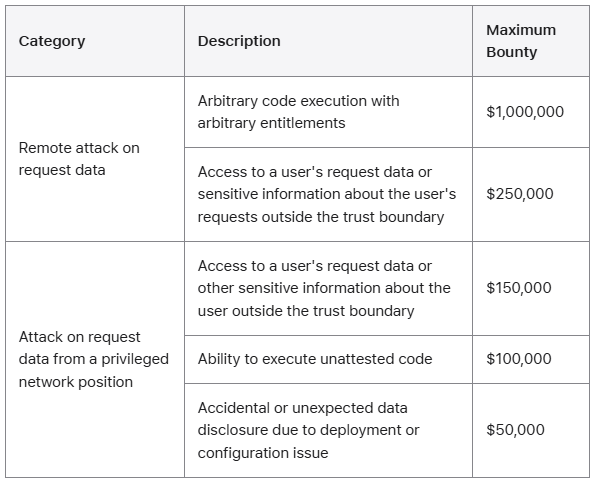 Category
Description
Maximum
Bounty
Remote attack on
request data
Arbitrary code execution with
arbitrary entitlements
$1,000,000
Access to a user's request data or
sensitive information about the user's
requests outside the trust boundary
$250,000
Attack on request
data from a privileged
network position
Access to a user's request data or
other sensitive information about the
user outside the trust boundary
$150,000
Ability to execute unattested code
$100,000
Accidental or unexpected data
disclosure due to deployment or
configuration issue
$50,000